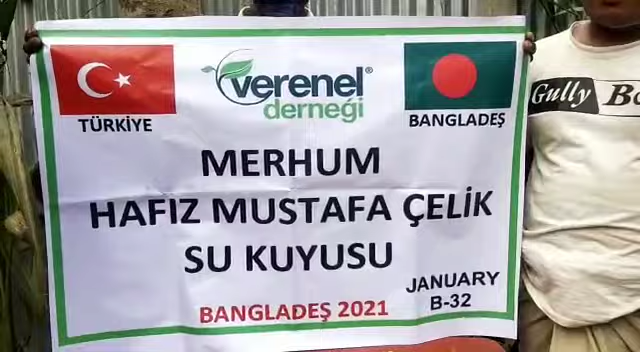 verenel®
derneği
TÜRKİYE
BANGLADEŞ
MERHUM
HAFIZ MUSTAFA ÇELİK
SU KUYUSU
JANUARY
B-32
BANGLADEŞ 2021
Gully Bo